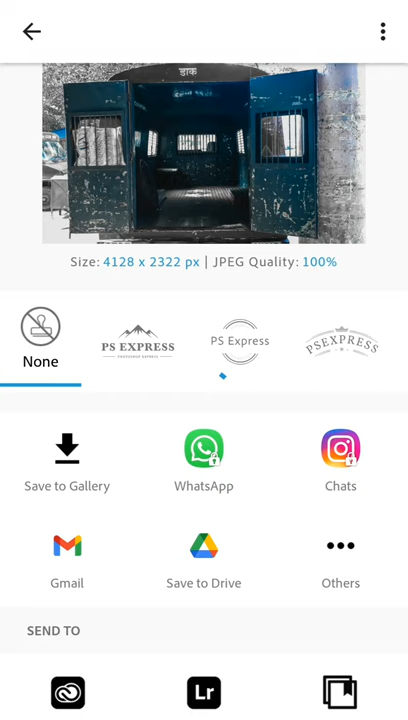 डाक
Size: 4128 x 2322 px | JPEG Quality: 100%
None
PS EXPRESS
PHOTOSHOP EXPRESS
PS Express
PSEXPRESS
Save to Gallery
WhatsApp
Chats
Gmail
Save to Drive
Others
SEND TO
Lr